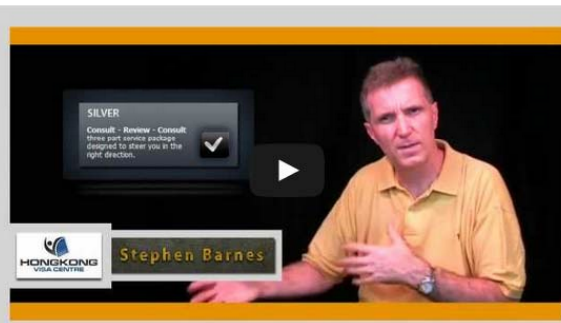 SILVER
Consult - Review - Consult
three part service package
designed to steer you in the
right direction.
HONGKONG
VISA CENTRE
Stephen Barnes